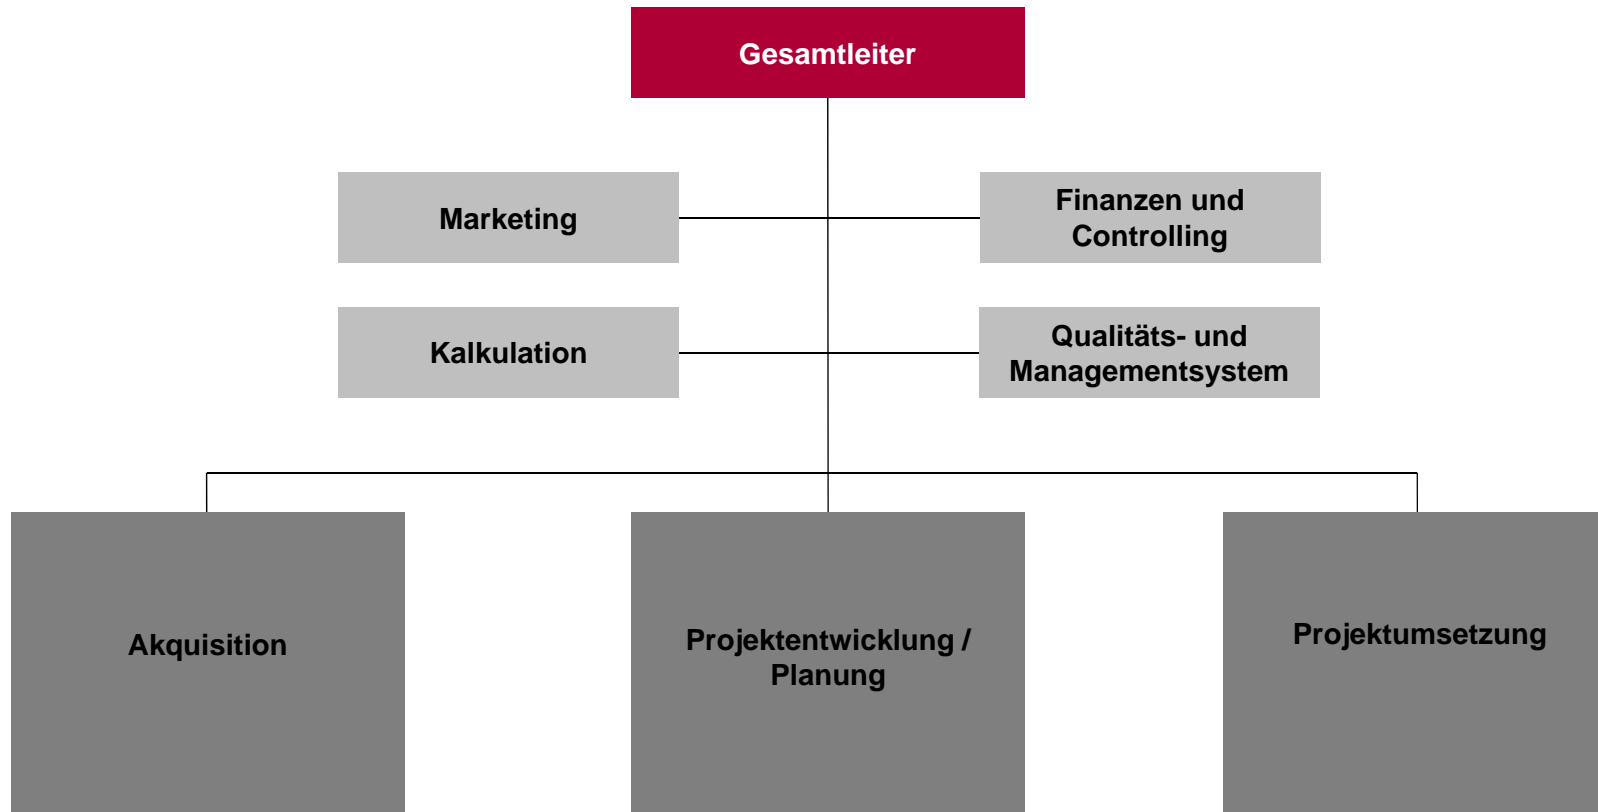 Gesamtleiter
Marketing
Finanzen und
Controlling
Kalkulation
Qualitäts- und
Managementsystem
Akquisition
Projektentwicklung /
Planung
Projektumsetzung